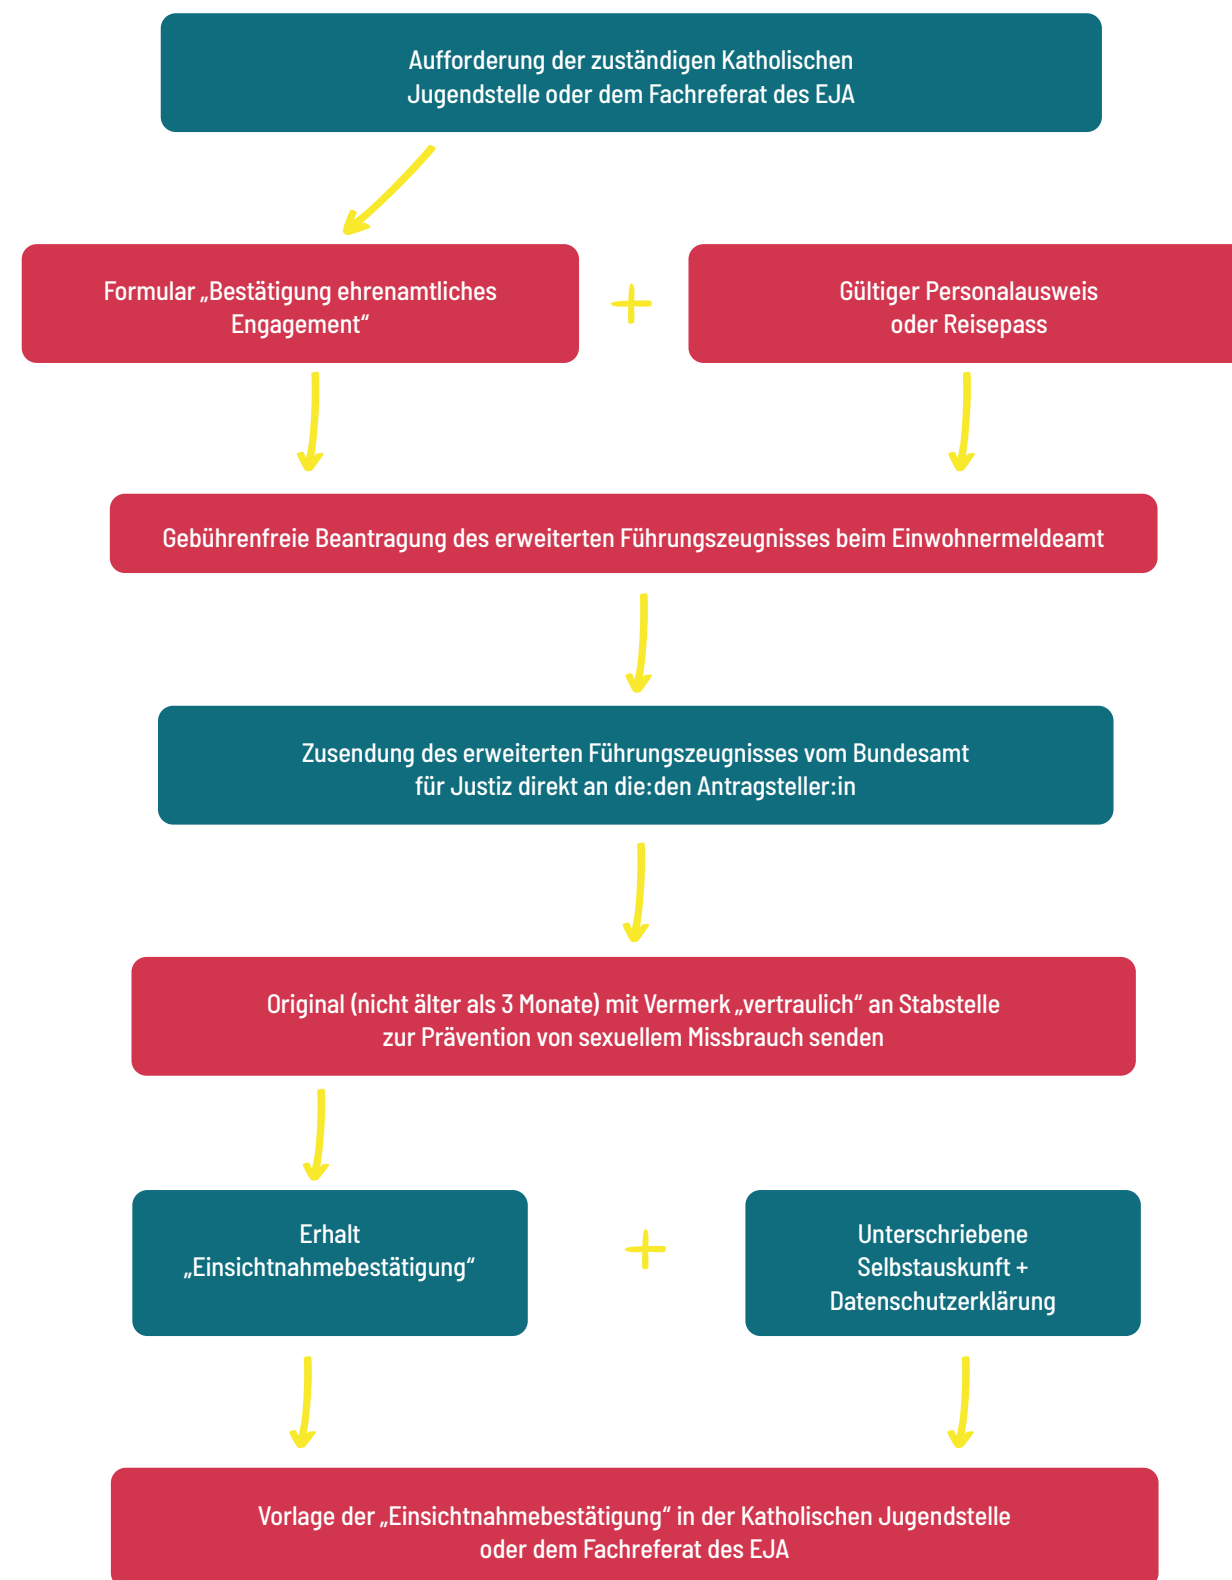 Aufforderung der zuständigen Katholischen
Jugendstelle oder dem Fachreferat des EJA
Formular „Bestätigung ehrenamtliches
Engagement“
+
Gültiger Personalausweis
oder Reisepass
Gebührenfreie Beantragung des erweiterten Führungszeugnisses beim Einwohnermeldeamt
Zusendung des erweiterten Führungszeugnisses vom Bundesamt
für Justiz direkt an die:den Antragsteller:in
Original (nicht älter als 3 Monate) mit Vermerk „vertraulich“ an Stabstelle
zur Prävention von sexuellem Missbrauch senden
Erhalt
„Einsichtnahmebestätigung“
+
Unterschriebene
Selbstauskunft +
Datenschutzerklärung
Vorlage der „Einsichtnahmebestätigung“ in der Katholischen Jugendstelle
oder dem Fachreferat des EJA